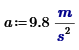 a := 9.8 m/s²